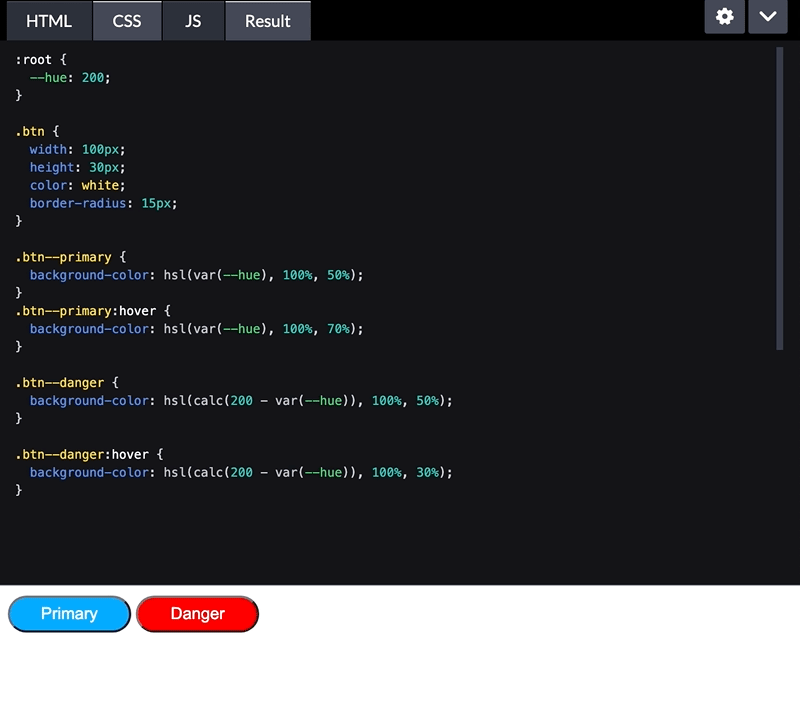 HTML CSS JS Result
:root {
--hue: 200;
}
.btn {
width: 100px;
height: 30px;
color: white;
border-radius: 15px;
}
.btn--primary {
background-color: hsl(var(--hue), 100%, 50%);
}
.btn--primary:hover {
background-color: hsl(var(--hue), 100%, 70%);
}
.btn--danger {
background-color: hsl(calc(200 - var(--hue)), 100%, 50%);
}
.btn--danger:hover {
background-color: hsl(calc(200 - var(--hue)), 100%, 30%);
}
Primary Danger